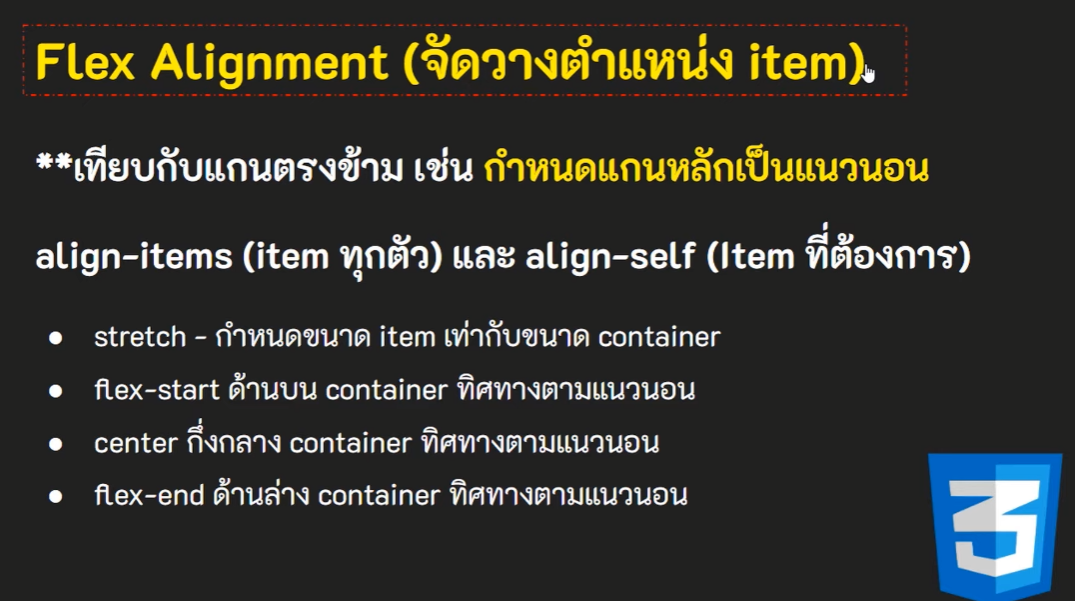 Flex Alignment (จัดวางตำแหน่ง item)
**เทียบกับแกนตรงข้าม เช่น กำหนดแกนหลักเป็นแนวนอน
align-items (item ทุกตัว) และ align-self (Item ที่ต้องการ)
● stretch - กำหนดขนาด item เท่ากับขนาด container
● flex-start ด้านบน container ทิศทางตามแนวนอน
● center กึ่งกลาง container ทิศทางตามแนวนอน
● flex-end ด้านล่าง container ทิศทางตามแนวนอน
3